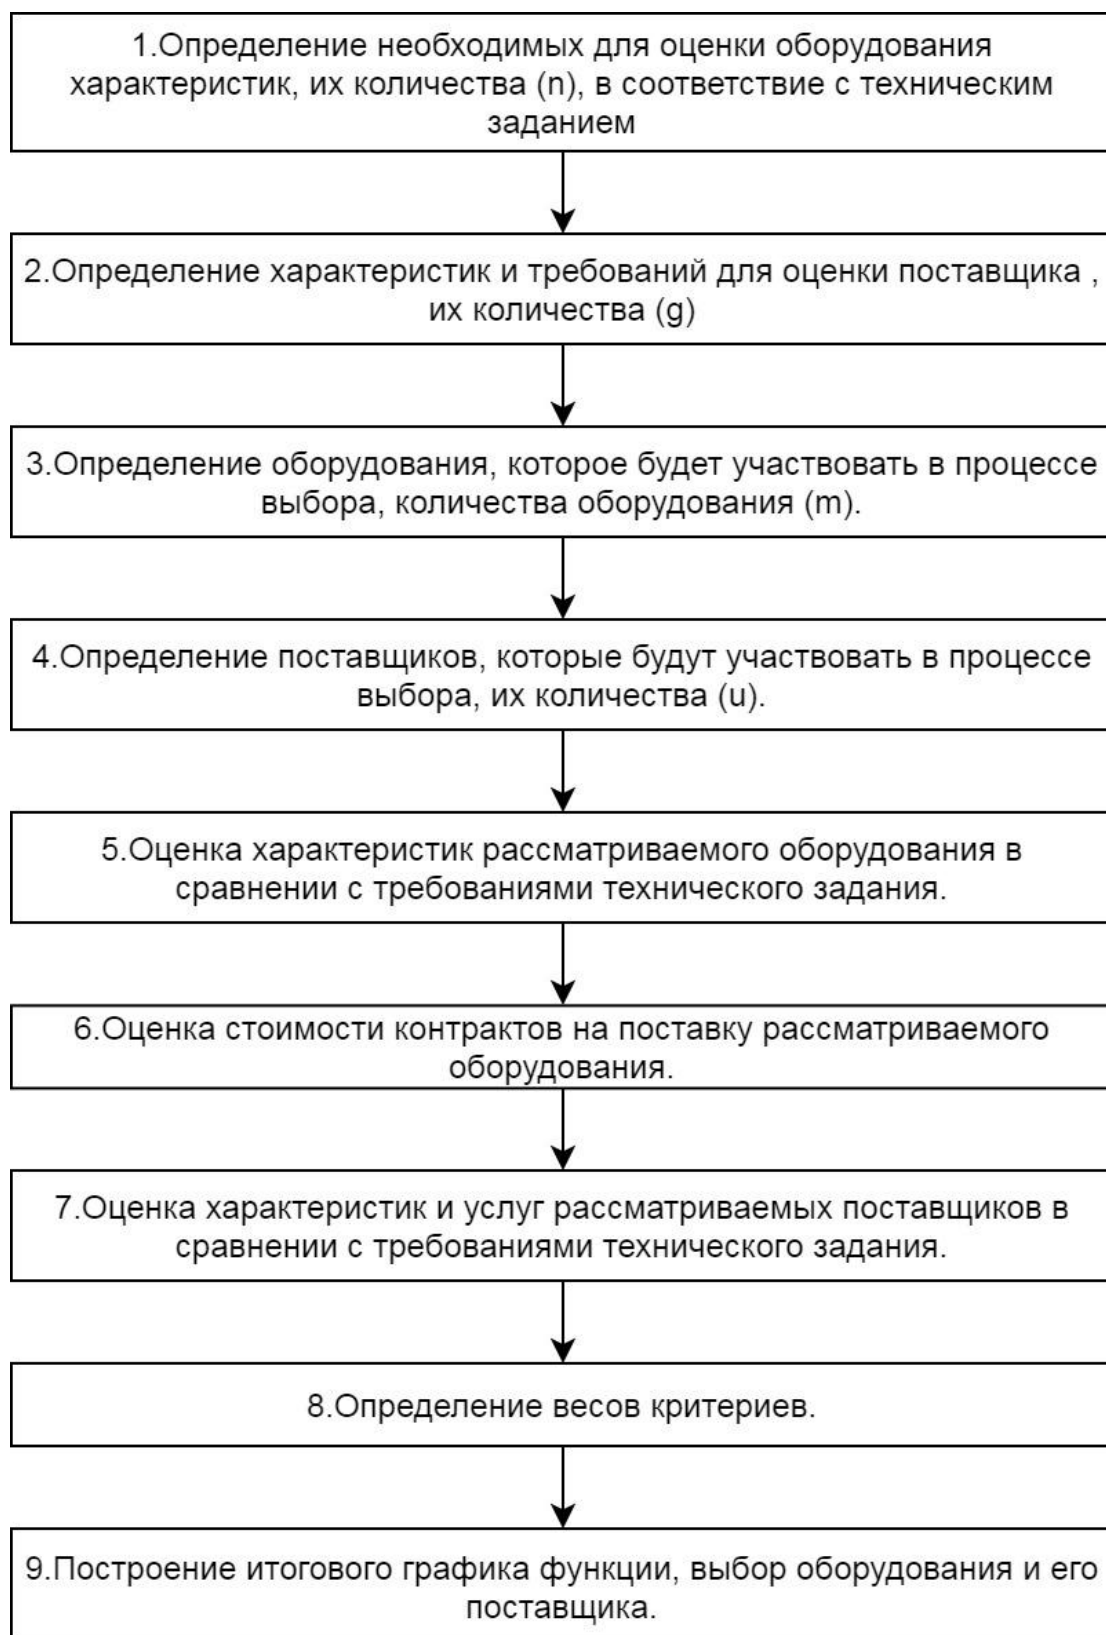 1.Определение необходимых для оценки оборудования
характеристик, их количества (n), в соответствие с техническим
заданием
2.Определение характеристик и требований для оценки поставщика ,
их количества (g)
3.Определение оборудования, которое будет участвовать в процессе
выбора, количества оборудования (m).
4.Определение поставщиков, которые будут участвовать в процессе
выбора, их количества (u).
5.Оценка характеристик рассматриваемого оборудования в
сравнении с требованиями технического задания.
6.Оценка стоимости контрактов на поставку рассматриваемого
оборудования.
7.Оценка характеристик и услуг рассматриваемых поставщиков в
сравнении с требованиями технического задания.
8.Определение весов критериев.
9.Построение итогового графика функции, выбор оборудования и его
поставщика.